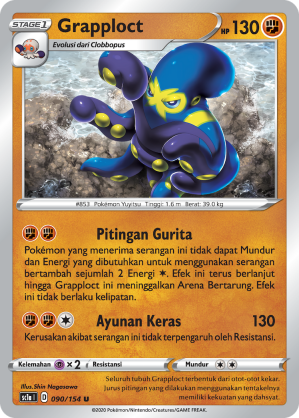 STAGE 1
Grapploct
HP 130
Evolusi dari Clobbopus
#853 Pokémon Yuyitsu Tinggi: 1.6 m Berat: 39.0 kg
Pitingan Gurita
Pokémon yang menerima serangan ini tidak dapat Mundur
dan Energi yang dibutuhkan untuk menggunakan serangan
bertambah sejumlah 2 Energi. Efek ini terus berlanjut
hingga Grapploct ini meninggalkan Arena Bertarung. Efek
ini tidak berlaku kelipatan.
Ayunan Keras 130
Kerusakan akibat serangan ini tidak terpengaruh oleh Resistansi.
Kelemahan ×2 Resistansi Mundur
Illus. Shin Nagasawa
sc1a I D 090/154 U
Seluruh tubuh Grapploct terbentuk dari otot-otot kekar.
Jurus pitingan yang dikerahkan menggunakan tentakelnya
memiliki kekuatan yang dahsyat.
©2020 Pokémon/Nintendo/Creatures/GAME FREAK.